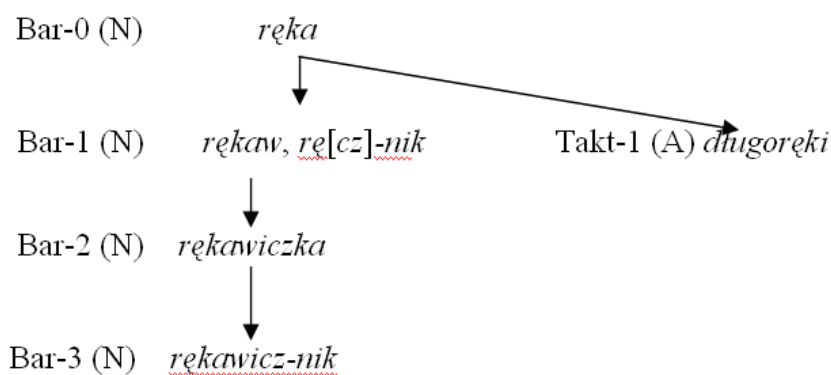 Bar-0 (N) ręka
Bar-1 (N) rękaw, rę[cz]-nik Takt-1 (A) długoręki
Bar-2 (N) rękawiczka
Bar-3 (N) rękawicz-nik